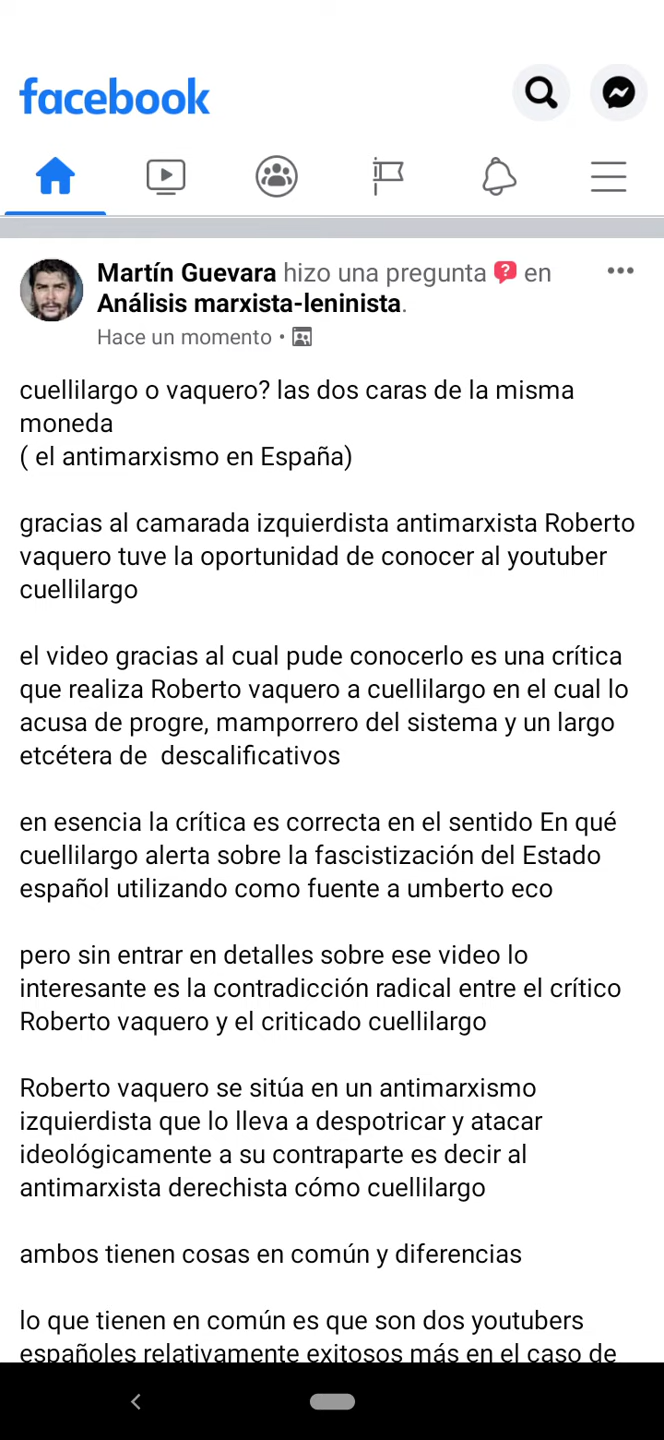 facebook
Martín Guevara hizo una pregunta ? en
Análisis marxista-leninista.
Hace un momento •
cuellilargo o vaquero? las dos caras de la misma
moneda
( el antimarxismo en España)
gracias al camarada izquierdista antimarxista Roberto
vaquero tuve la oportunidad de conocer al youtuber
cuellilargo
el video gracias al cual pude conocerlo es una crítica
que realiza Roberto vaquero a cuellilargo en el cual lo
acusa de progre, mamporrero del sistema y un largo
etcétera de  descalificativos
en esencia la crítica es correcta en el sentido En qué
cuellilargo alerta sobre la fascistización del Estado
español utilizando como fuente a umberto eco
pero sin entrar en detalles sobre ese video lo
interesante es la contradicción radical entre el crítico
Roberto vaquero y el criticado cuellilargo
Roberto vaquero se sitúa en un antimarxismo
izquierdista que lo lleva a despotricar y atacar
ideológicamente a su contraparte es decir al
antimarxista derechista cómo cuellilargo
ambos tienen cosas en común y diferencias
lo que tienen en común es que son dos youtubers
españoles relativamente exitosos más en el caso de